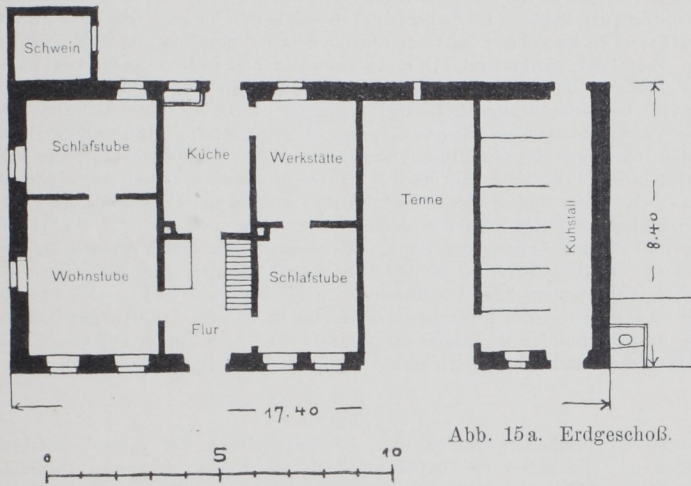 Schwein
Schlafstube
Küche
Werkstätte
Tenne
Kuhstall
8.40
Wohnstube
Schlafstube
Flur
17.40
Abb. 15a. Erdgeschoß.
0 5 10